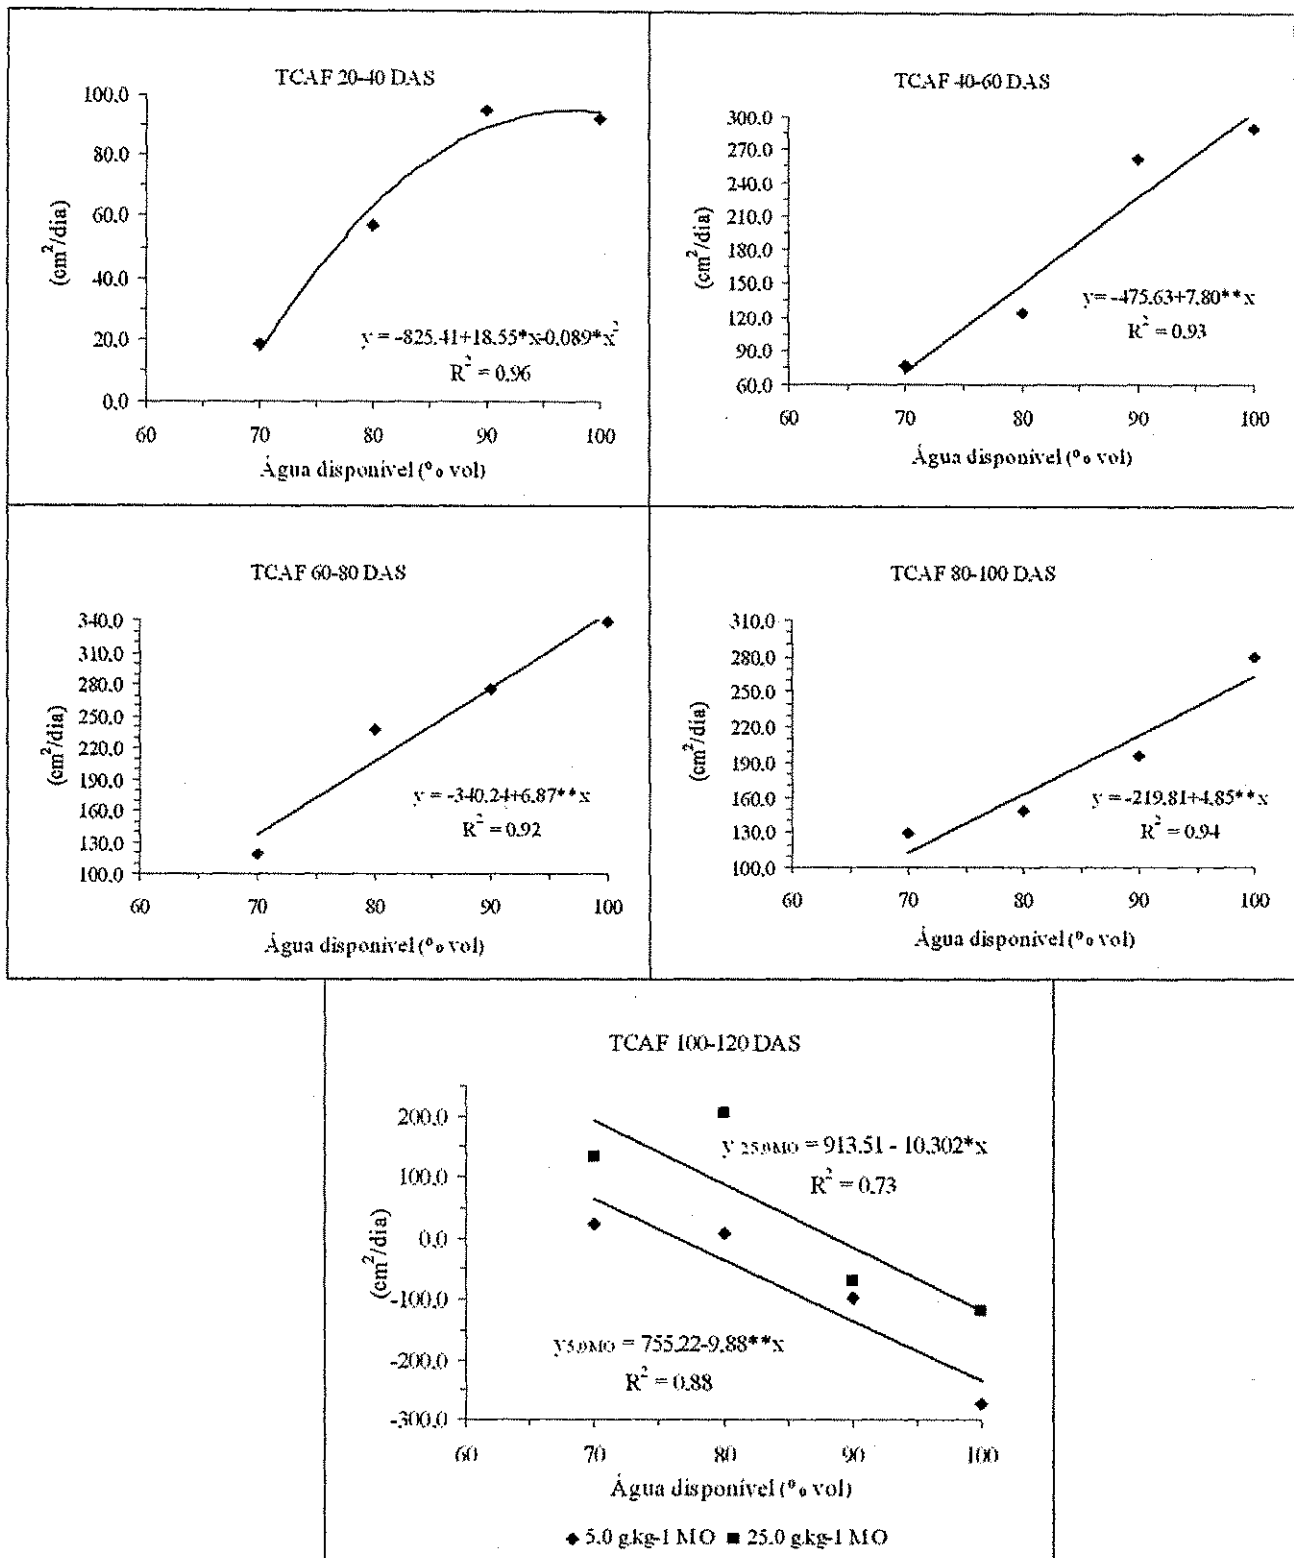 TCAF 20-40 DAS
100.0
80.0
60.0
40.0
20.0
0.0
(cm²/dia)
y = -825.41+18.55*x-0.089*x²
R² = 0.96
60 70 80 90 100
Água disponível (% vol)
TCAF 40-60 DAS
300.0
270.0
240.0
210.0
180.0
150.0
120.0
90.0
60.0
(cm²/dia)
y= -475.63+7.80**x
R² = 0.93
60 70 80 90 100
Água disponível (% vol)
TCAF 60-80 DAS
340.0
310.0
280.0
250.0
220.0
190.0
160.0
130.0
100.0
(cm²/dia)
y = -340.24+6.87**x
R² = 0.92
60 70 80 90 100
Água disponível (% vol)
TCAF 80-100 DAS
310.0
280.0
250.0
220.0
190.0
160.0
130.0
100.0
(cm²/dia)
y = -219.81+4.85**x
R² = 0.94
60 70 80 90 100
Água disponível (% vol)
TCAF 100-120 DAS
200.0
100.0
0.0
-100.0
-200.0
-300.0
(cm²/dia)
y 25.0MO = 913.51 - 10.302*x
R² = 0.73
y5.0MO = 755.22-9.88**x
R² = 0.88
60 70 80 90 100
Água disponível (% vol)
◆ 5.0 g.kg-1 MO ■ 25.0 g.kg-1 MO